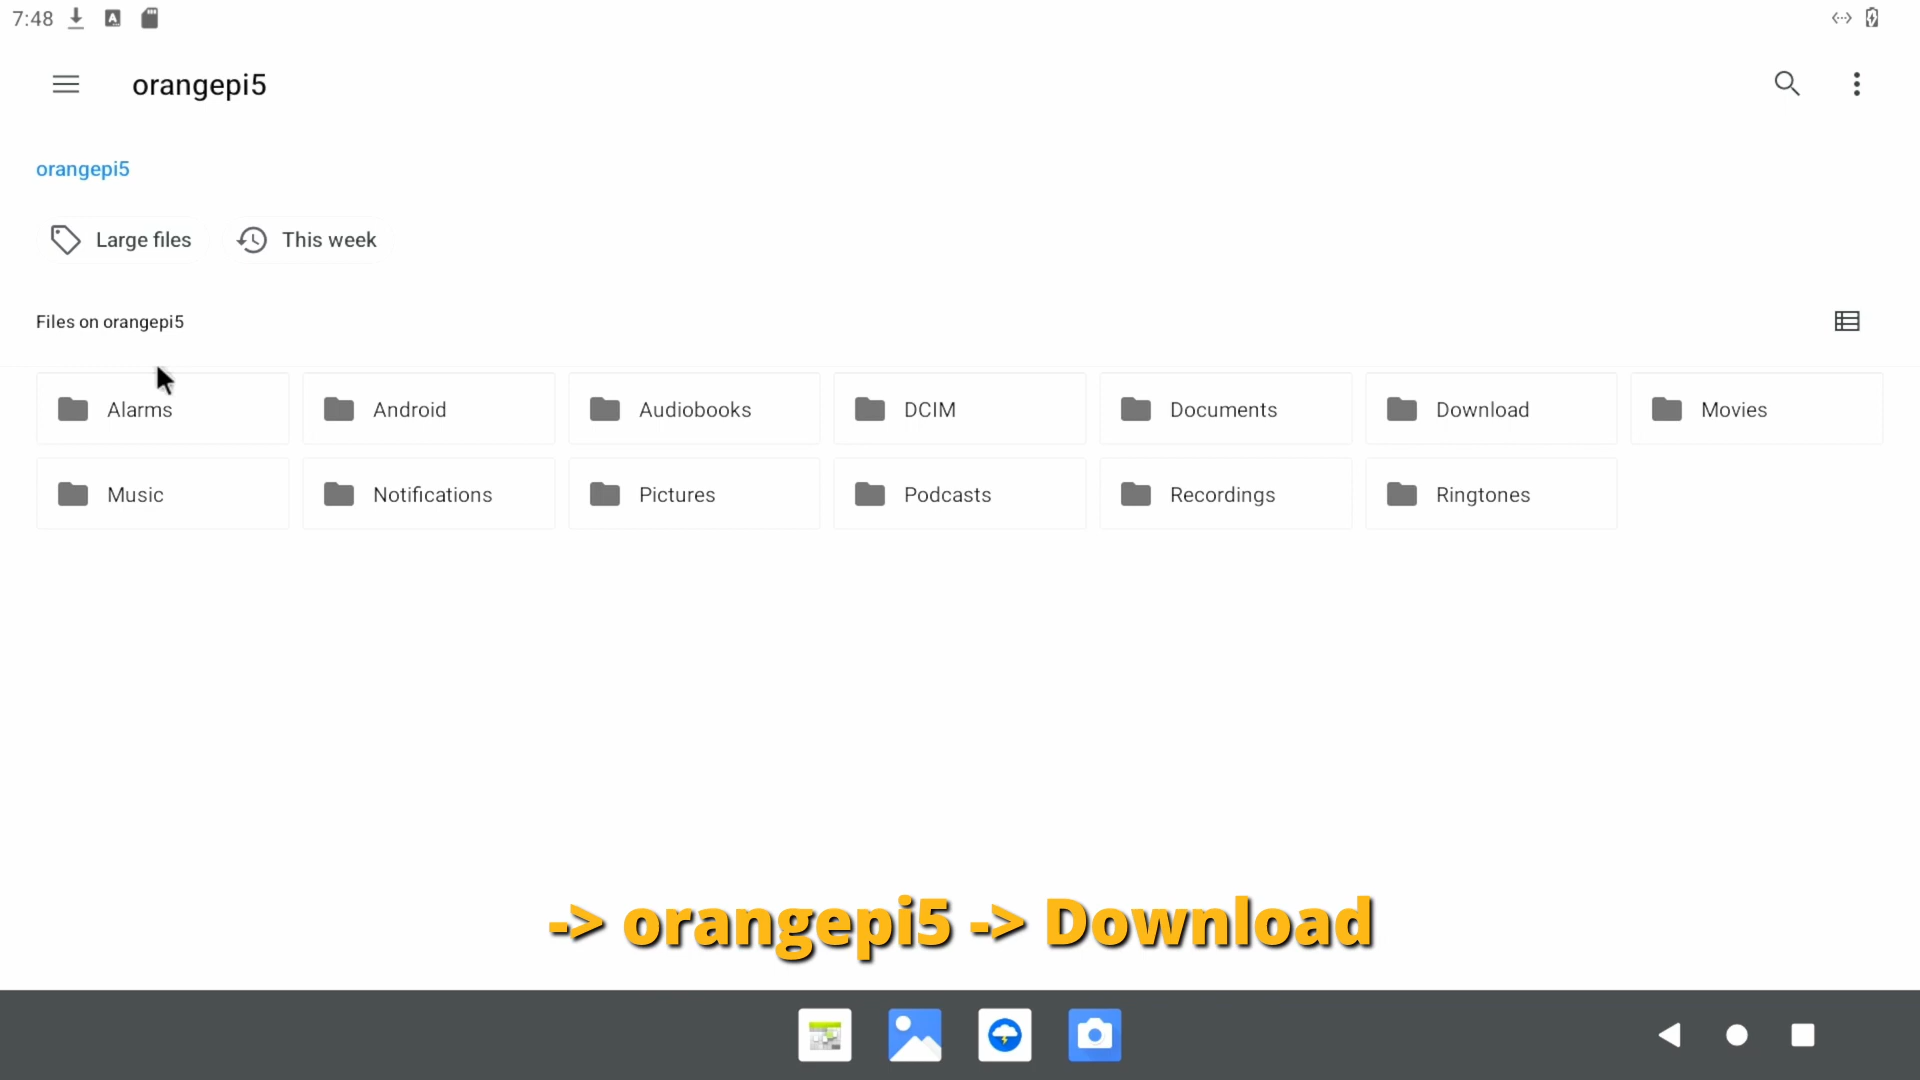 7:48
orangepi5
orangepi5
Large files
This week
Files on orangepi5
Alarms
Android
Audiobooks
DCIM
Documents
Download
Movies
Music
Notifications
Pictures
Podcasts
Recordings
Ringtones
-> orangepi5 -> Download